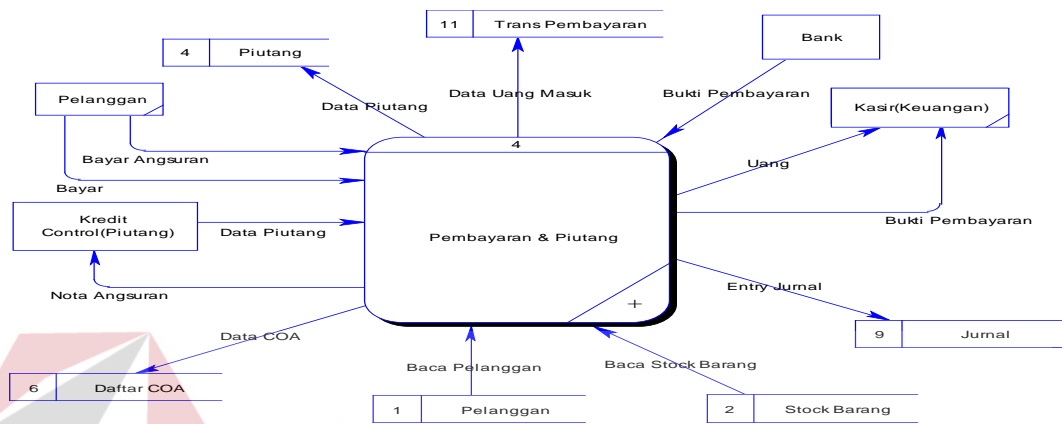 11 Trans Pembayaran
4 Piutang
Bank
Pelanggan
Data Piutang
Data Uang Masuk
Bukti Pembayaran
Kasir(Keuangan)
4
Bayar Angsuran
Uang
Bayar
Kredit
Control(Piutang)
Data Piutang
Pembayaran & Piutang
Bukti Pembayaran
Nota Angsuran
Entry Jurnal
+
Data COA
9 Jurnal
Baca Pelanggan
Baca Stock Barang
6 Daftar COA
1 Pelanggan
2 Stock Barang